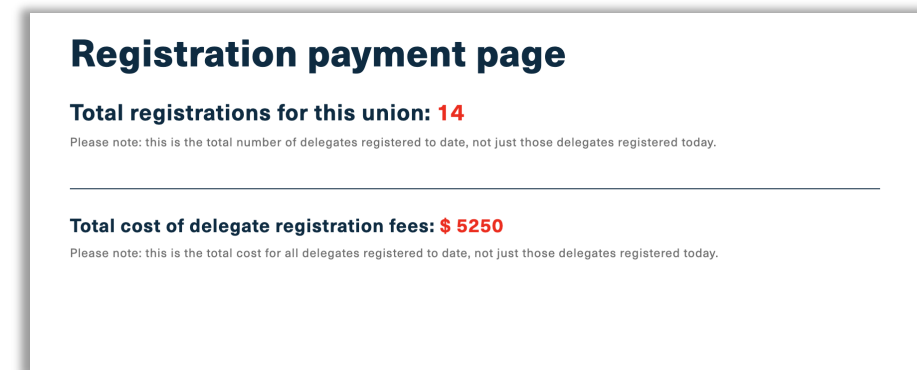 Registration payment page
Total registrations for this union: 14
Please note: this is the total number of delegates registered to date, not just those delegates registered today.
Total cost of delegate registration fees: $ 5250
Please note: this is the total cost for all delegates registered to date, not just those delegates registered today.